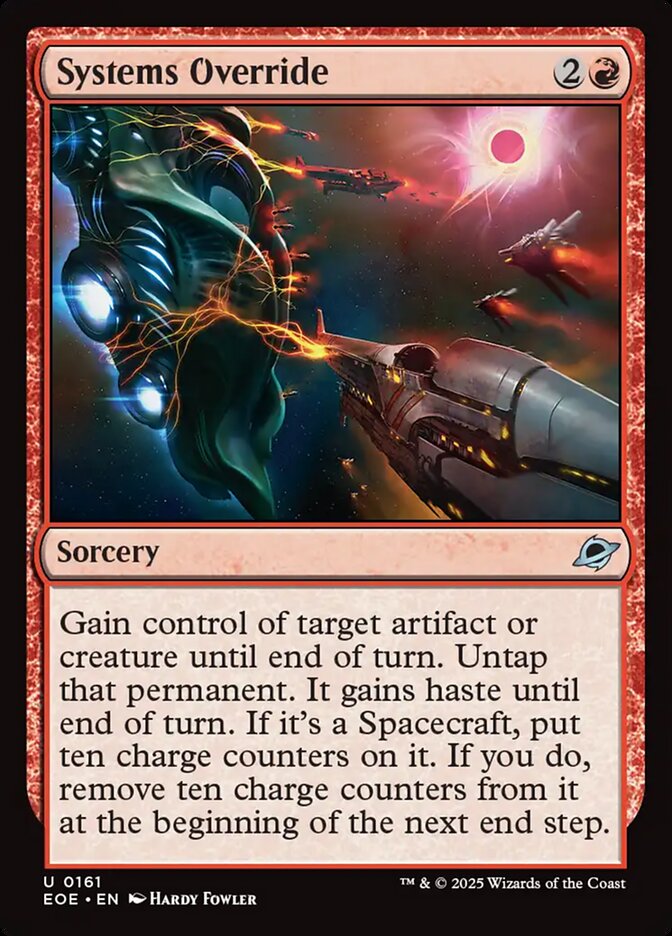 Systems Override 2
Sorcery
Gain control of target artifact or
creature until end of turn. Untap
that permanent. It gains haste until
end of turn. If it's a Spacecraft, put
ten charge counters on it. If you do,
remove ten charge counters from it
at the beginning of the next end step.
U 0161
EOE • EN HARDY FOWLER ™ & © 2025 Wizards of the Coast